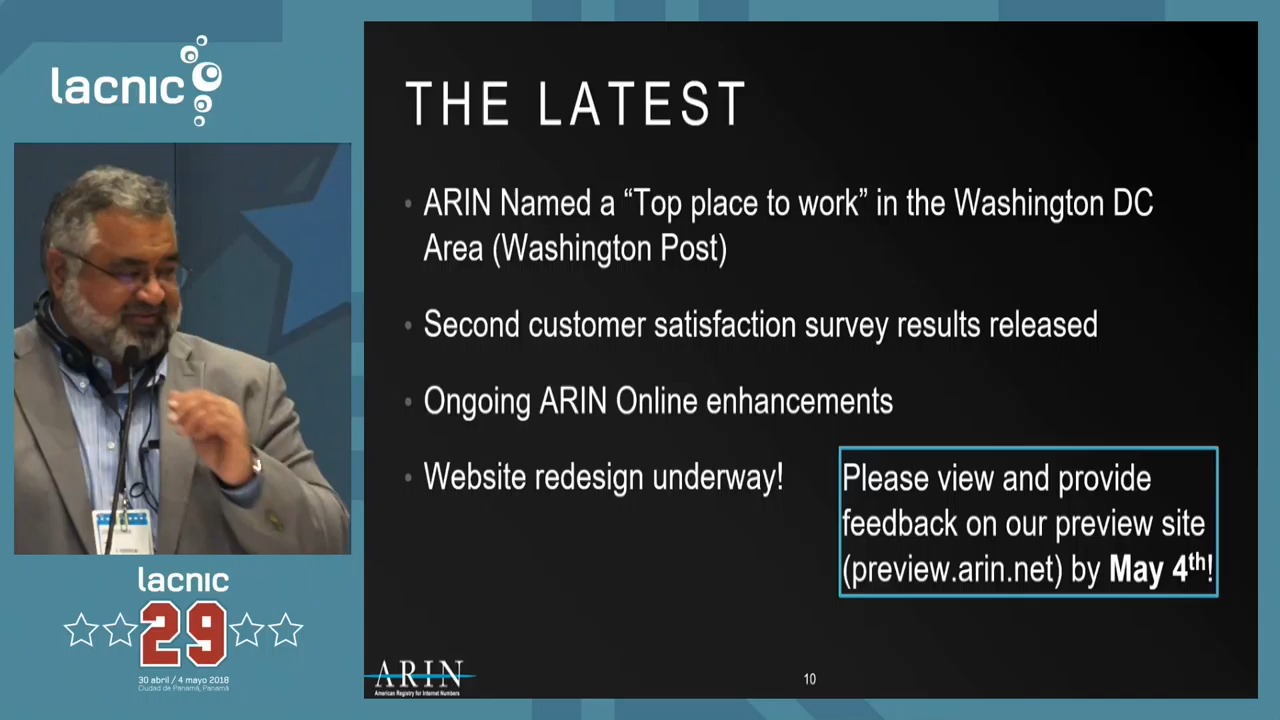 lacnic
THE LATEST
• ARIN Named a “Top place to work” in the Washington DC
Area (Washington Post)
• Second customer satisfaction survey results released
• Ongoing ARIN Online enhancements
• Website redesign underway!
Please view and provide
feedback on our preview site
(preview.arin.net) by May 4th!
lacnic
29
30 abril / 4 mayo 2018
Ciudad de Panamá, Panamá
ARIN
American Registry for Internet Numbers
10